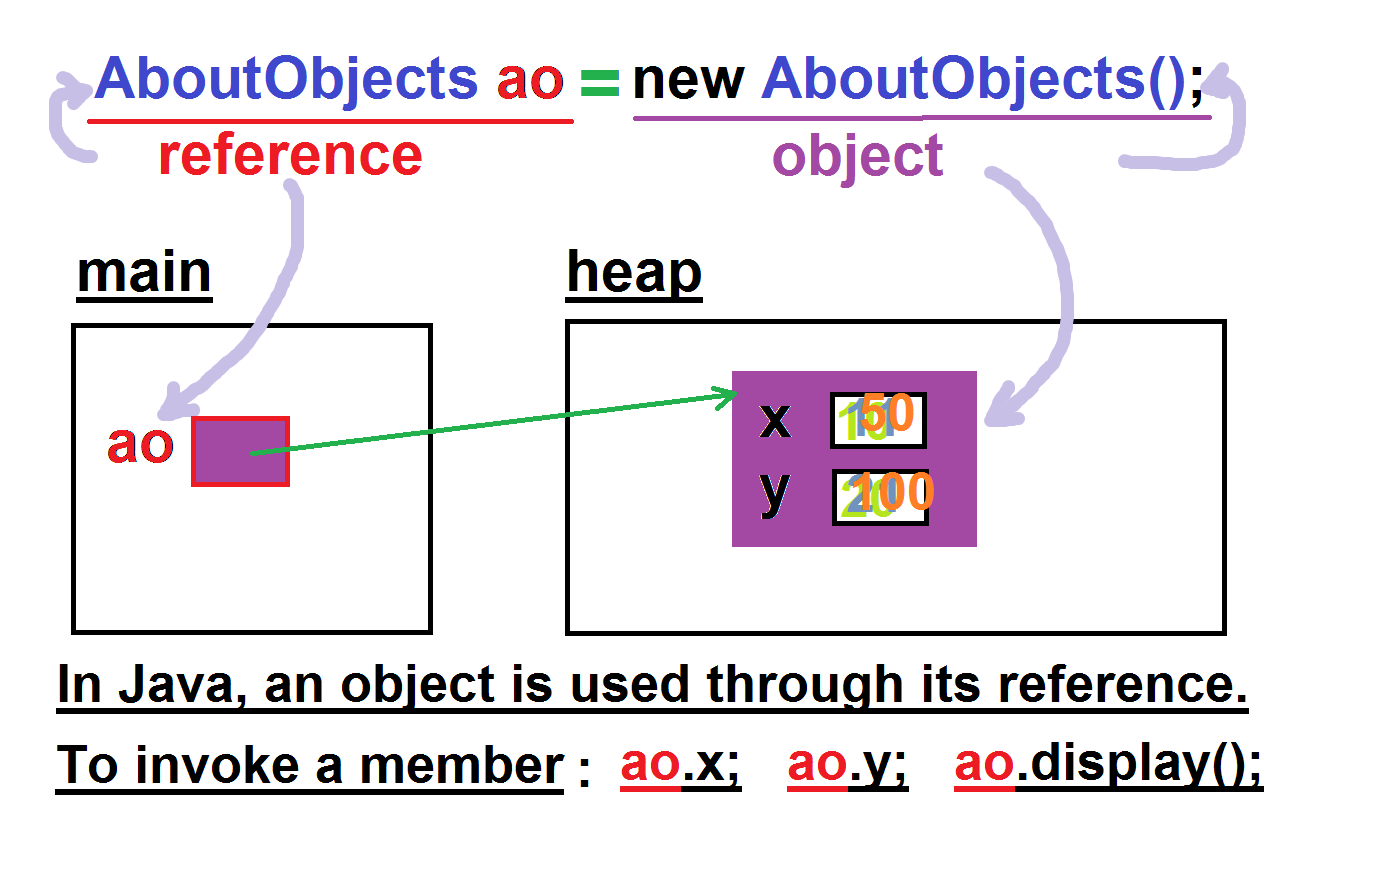 AboutObjects ao = new AboutObjects();
reference object
main heap
ao
x 50
y 100
In Java, an object is used through its reference.
To invoke a member : ao.x; ao.y; ao.display();